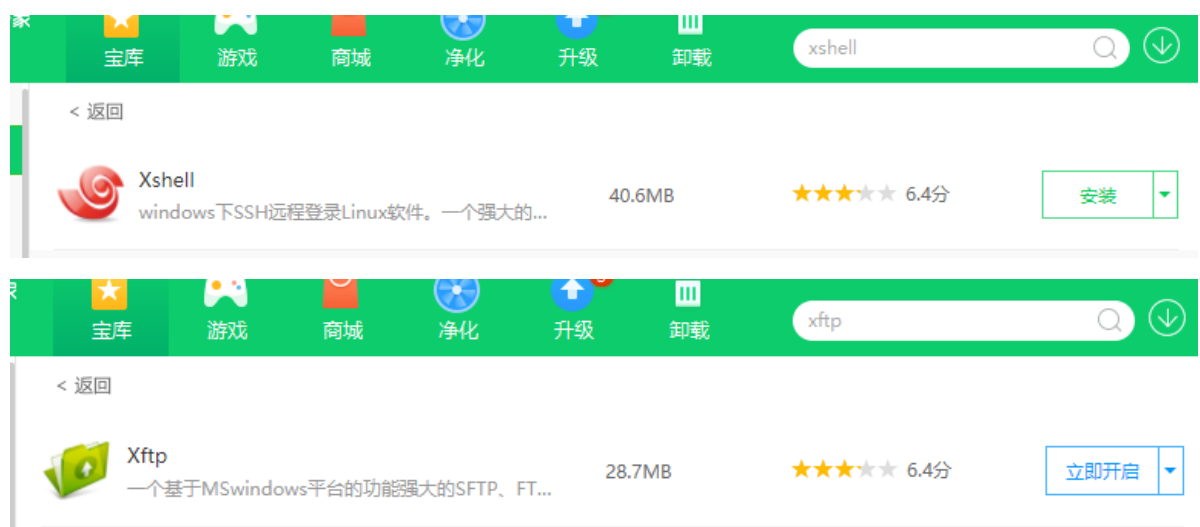 家
宝库 游戏 商城 净化 升级 卸载 xshell
< 返回
Xshell
windows下SSH远程登录Linux软件。一个强大的... 40.6MB 6.4分 安装
宝库 游戏 商城 净化 升级 卸载 xftp
< 返回
Xftp
一个基于MSwindows平台的功能强大的SFTP、FT... 28.7MB 6.4分 立即开启